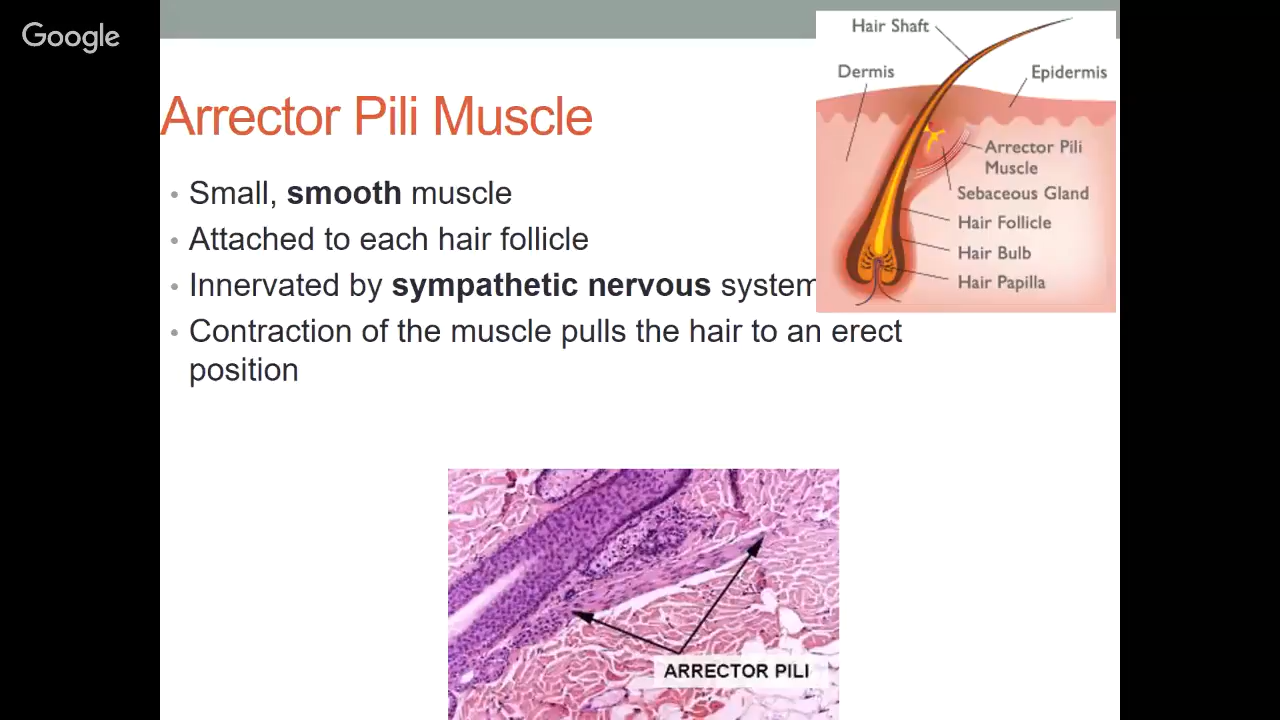 Google
Arrector Pili Muscle
• Small, smooth muscle
• Attached to each hair follicle
• Innervated by sympathetic nervous system
• Contraction of the muscle pulls the hair to an erect
position
Hair Shaft
Dermis
Epidermis
Arrector Pili
Muscle
Sebaceous Gland
Hair Follicle
Hair Bulb
Hair Papilla
ARRECTOR PILI